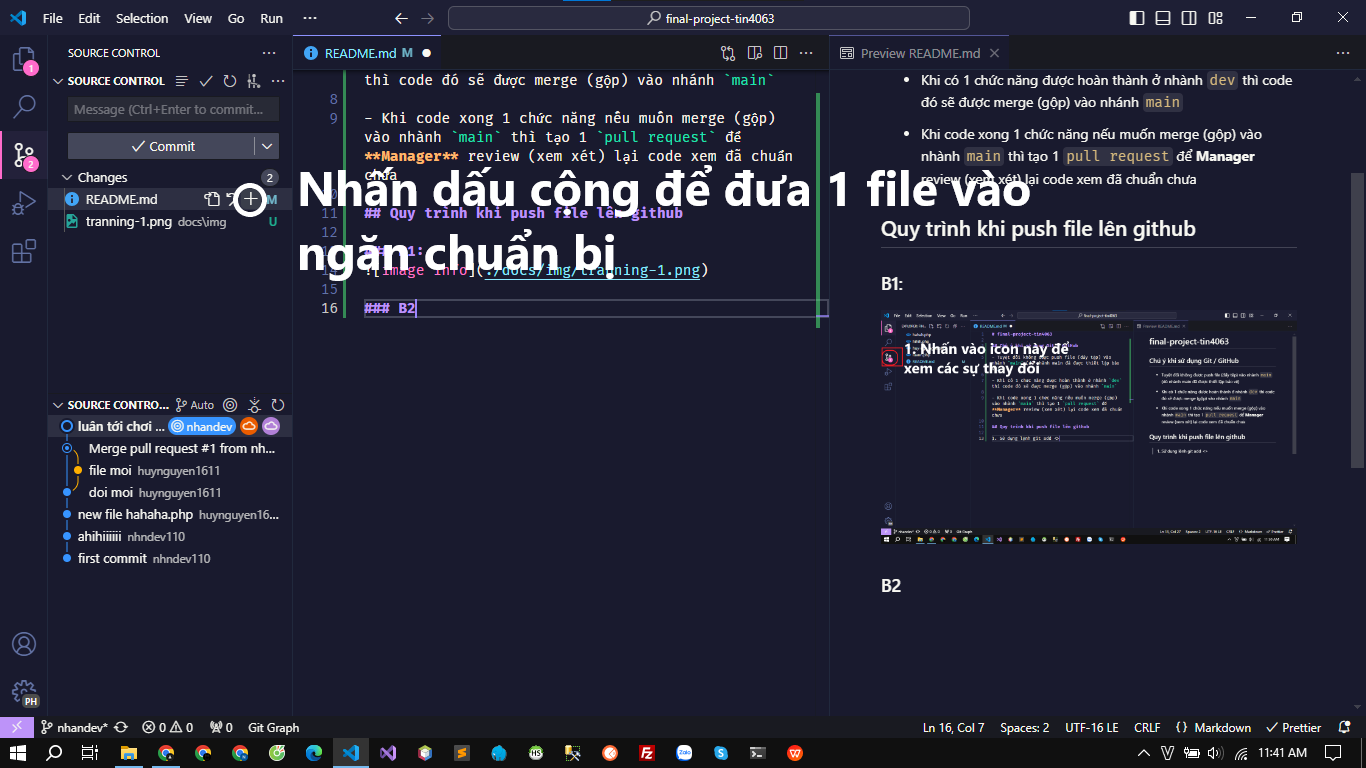 File Edit Selection View Go Run ···
final-project-tin4063
SOURCE CONTROL
SOURCE CONTROL
Message (Ctrl+Enter to commit...
Commit
Changes 2
README.md M
tranning-1.png docs\img U
1
2
SOURCE CONTRO... Auto
luân tới chơi ... nhandev
Merge pull request #1 from nh...
file moi huynguyen1611
doi moi huynguyen1611
new file hahaha.php huynguyen16...
ahihiiiiii nhndev110
first commit nhndev110
README.md M
thì code đó sẽ được merge (gộp) vào nhánh `main`
8
9 - Khi code xong 1 chức năng nếu muốn merge (gộp)
vào nhành `main` thì tạo 1 `pull request` để
**Manager** review (xem xét) lại code xem đã chuẩn
chưa
Nhấn dấu cộng để đưa 1 file vào
ngăn chuẩn bị
11 ## Quy trình khi push file lên github
12
1:
![image info](./docs/img/tranning-1.png)
15
16 ### B2
Preview README.md
Khi có 1 chức năng được hoàn thành ở nhành dev thì code
đó sẽ được merge (gộp) vào nhánh main
Khi code xong 1 chức năng nếu muốn merge (gộp) vào
nhành main thì tạo 1 pull request để Manager
review (xem xét) lại code xem đã chuẩn chưa
Quy trình khi push file lên github
B1:
1. Nhấn vào icon này để
xem các sự thay đổi
final-project-tin4063
Chú ý khi sử dụng Git / GitHub
Quy trình khi push file lên github
1. Sử dụng lệnh git add <>
B2
PH
nhandev* 0 0 0 Git Graph
Ln 16, Col 7 Spaces: 2 UTF-16 LE CRLF Markdown Prettier
11:41 AM